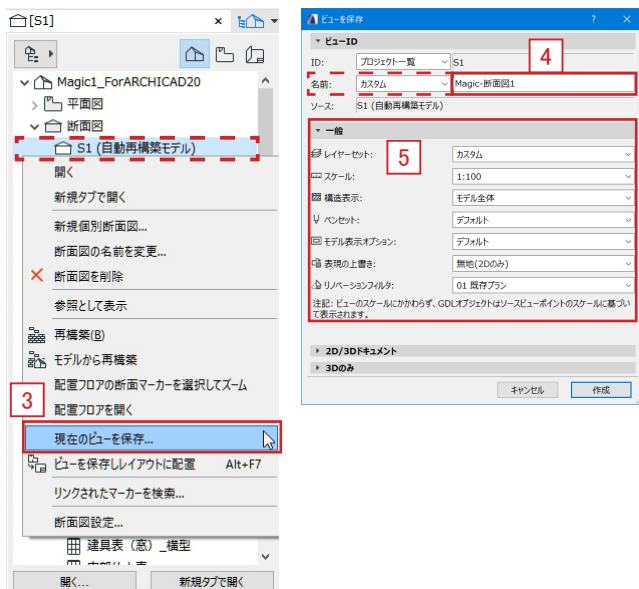 [S1]
Magic1_ForARCHICAD20
平面図
断面図
S1 (自動再構築モデル)
開く
新規タブで開く
新規個別断面図...
断面図の名前を変更...
断面図を削除
参照として表示
再構築(B)
モデルから再構築
配置フロアの断面マーカーを選択してズーム
3
配置フロアを開く
現在のビューを保存...
ビューを保存しレイアウトに配置 Alt+F7
リンクされたマーカーを検索...
断面図設定...
建具表（窓）_横型
開く... 新規タブで開く
ビューを保存
ビューID
ID: プロジェクト一覧 S1
4
名前: カスタム Magic-断面図1
ソース: S1 (自動再構築モデル)
一般
5
レイヤーセット: カスタム
スケール: 1:100
構造表示: モデル全体
ペンセット: デフォルト
モデル表示オプション: デフォルト
表現の上書き: 無地(2Dのみ)
リノベーションフィルタ: 01 既存プラン
注記: ビューのスケールにかかわらず、GDLオブジェクトはソースビューポイントのスケールに基づい
て表示されます。
2D/3Dドキュメント
3Dのみ
キャンセル 作成